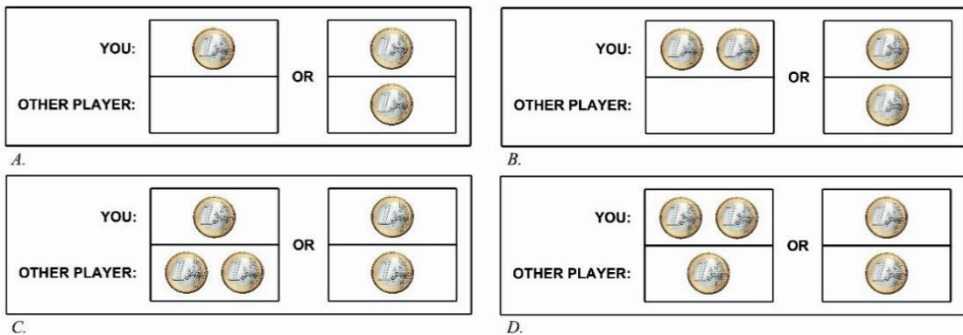 YOU:
OR
OTHER PLAYER:
A.
YOU:
OR
OTHER PLAYER:
B.
YOU:
OR
OTHER PLAYER:
C.
YOU:
OR
OTHER PLAYER:
D.